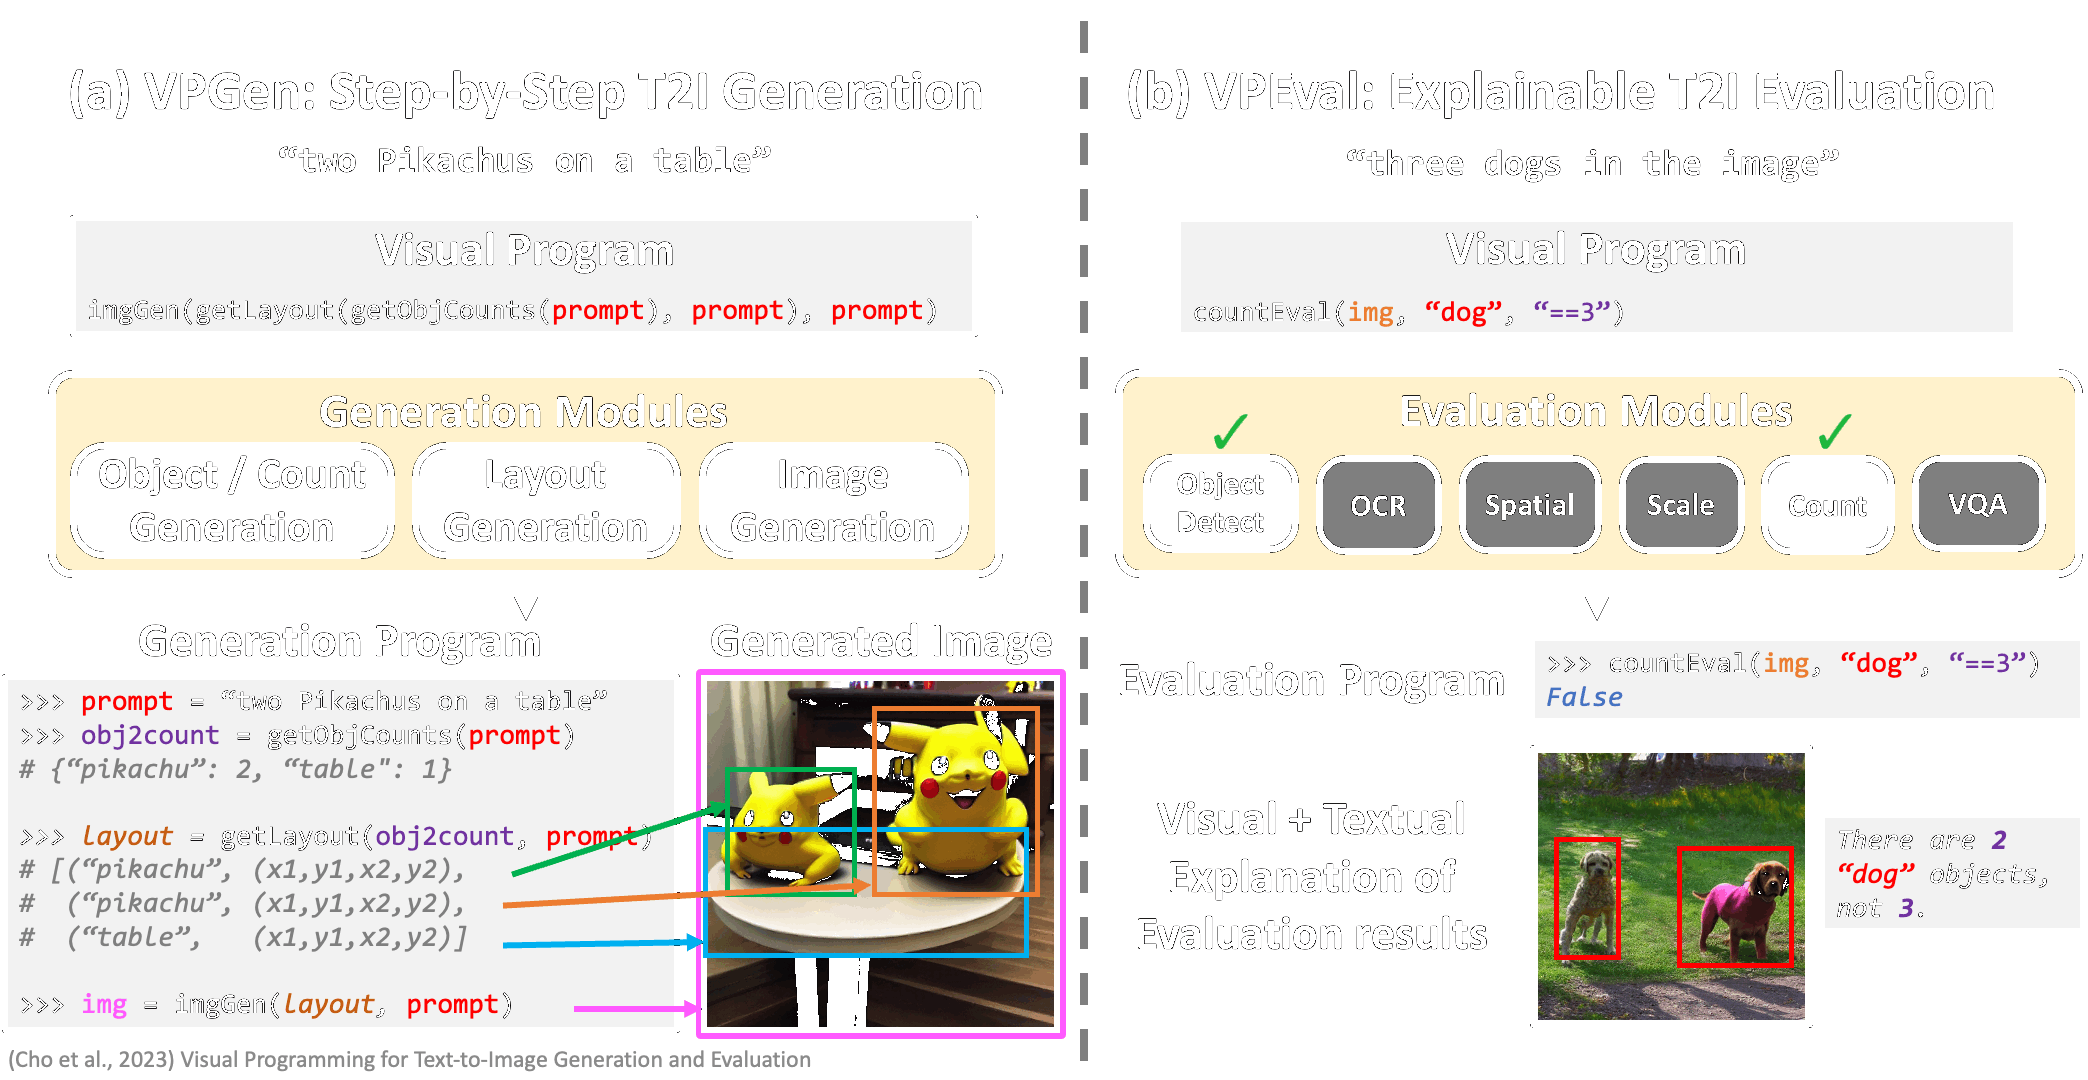 (a) VPGen: Step-by-Step T2I Generation
“two Pikachus on a table”
Visual Program
imgGen(getLayout(getObjCounts(prompt), prompt), prompt)
Generation Modules
Object / Count
Generation
Layout
Generation
Image
Generation
Generation Program
>>> prompt = “two Pikachus on a table”
>>> obj2count = getObjCounts(prompt)
# {“pikachu”: 2, “table": 1}
>>> layout = getLayout(obj2count, prompt)
# [(“pikachu”, (x1,y1,x2,y2),
# (“pikachu”, (x1,y1,x2,y2),
# (“table”, (x1,y1,x2,y2)]
>>> img = imgGen(layout, prompt)
Generated Image
(Cho et al., 2023) Visual Programming for Text-to-Image Generation and Evaluation
(b) VPEval: Explainable T2I Evaluation
“three dogs in the image”
Visual Program
countEval(img, “dog”, “==3”)
Evaluation Modules
✓
✓
Object
Detect
OCR
Spatial
Scale
Count
VQA
Evaluation Program
>>> countEval(img, “dog”, “==3”)
False
Visual + Textual
Explanation of
Evaluation results
There are 2
“dog” objects,
not 3.